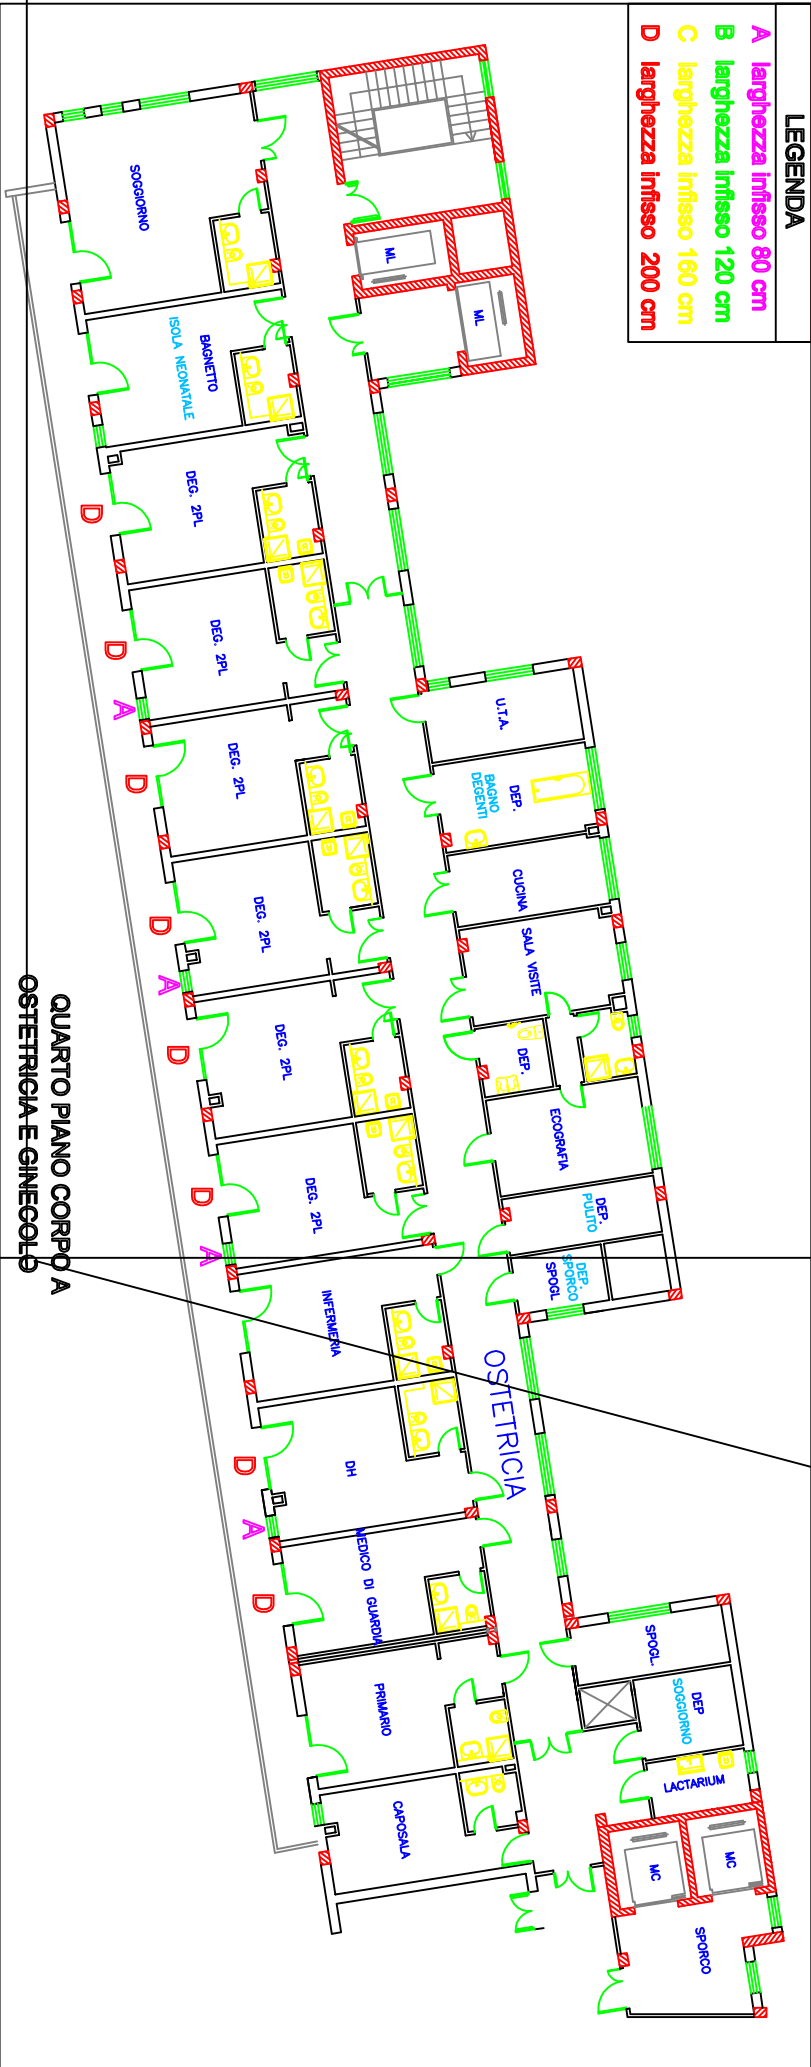 LEGENDA
A larghezza infisso 80 cm
B larghezza infisso 120 cm
C larghezza infisso 160 cm
D larghezza infisso 200 cm
ML
ML
SOGGIORNO
BAGNETTO
ISOLA NEONATALE
DEG. 2PL
D
DEG. 2PL
D
A
DEG. 2PL
D
DEG. 2PL
D
A
DEG. 2PL
D
DEG. 2PL
D
A
U.T.A.
DEP.
BAGNO
DEGENTI
CUCINA
SALA VISITE
DEP.
ECOGRAFIA
DEP.
PULITO
DEP.
SPORCO
SPOGL
INFERMERIA
OSTETRICIA
DH
D
A
MEDICO DI GUARDIA
D
PRIMARIO
CAPOSALA
SPOGL.
DEP
SOGGIORNO
LACTARIUM
MC
MC
SPORCO
QUARTO PIANO CORPO A
OSTETRICIA E GINECOLO